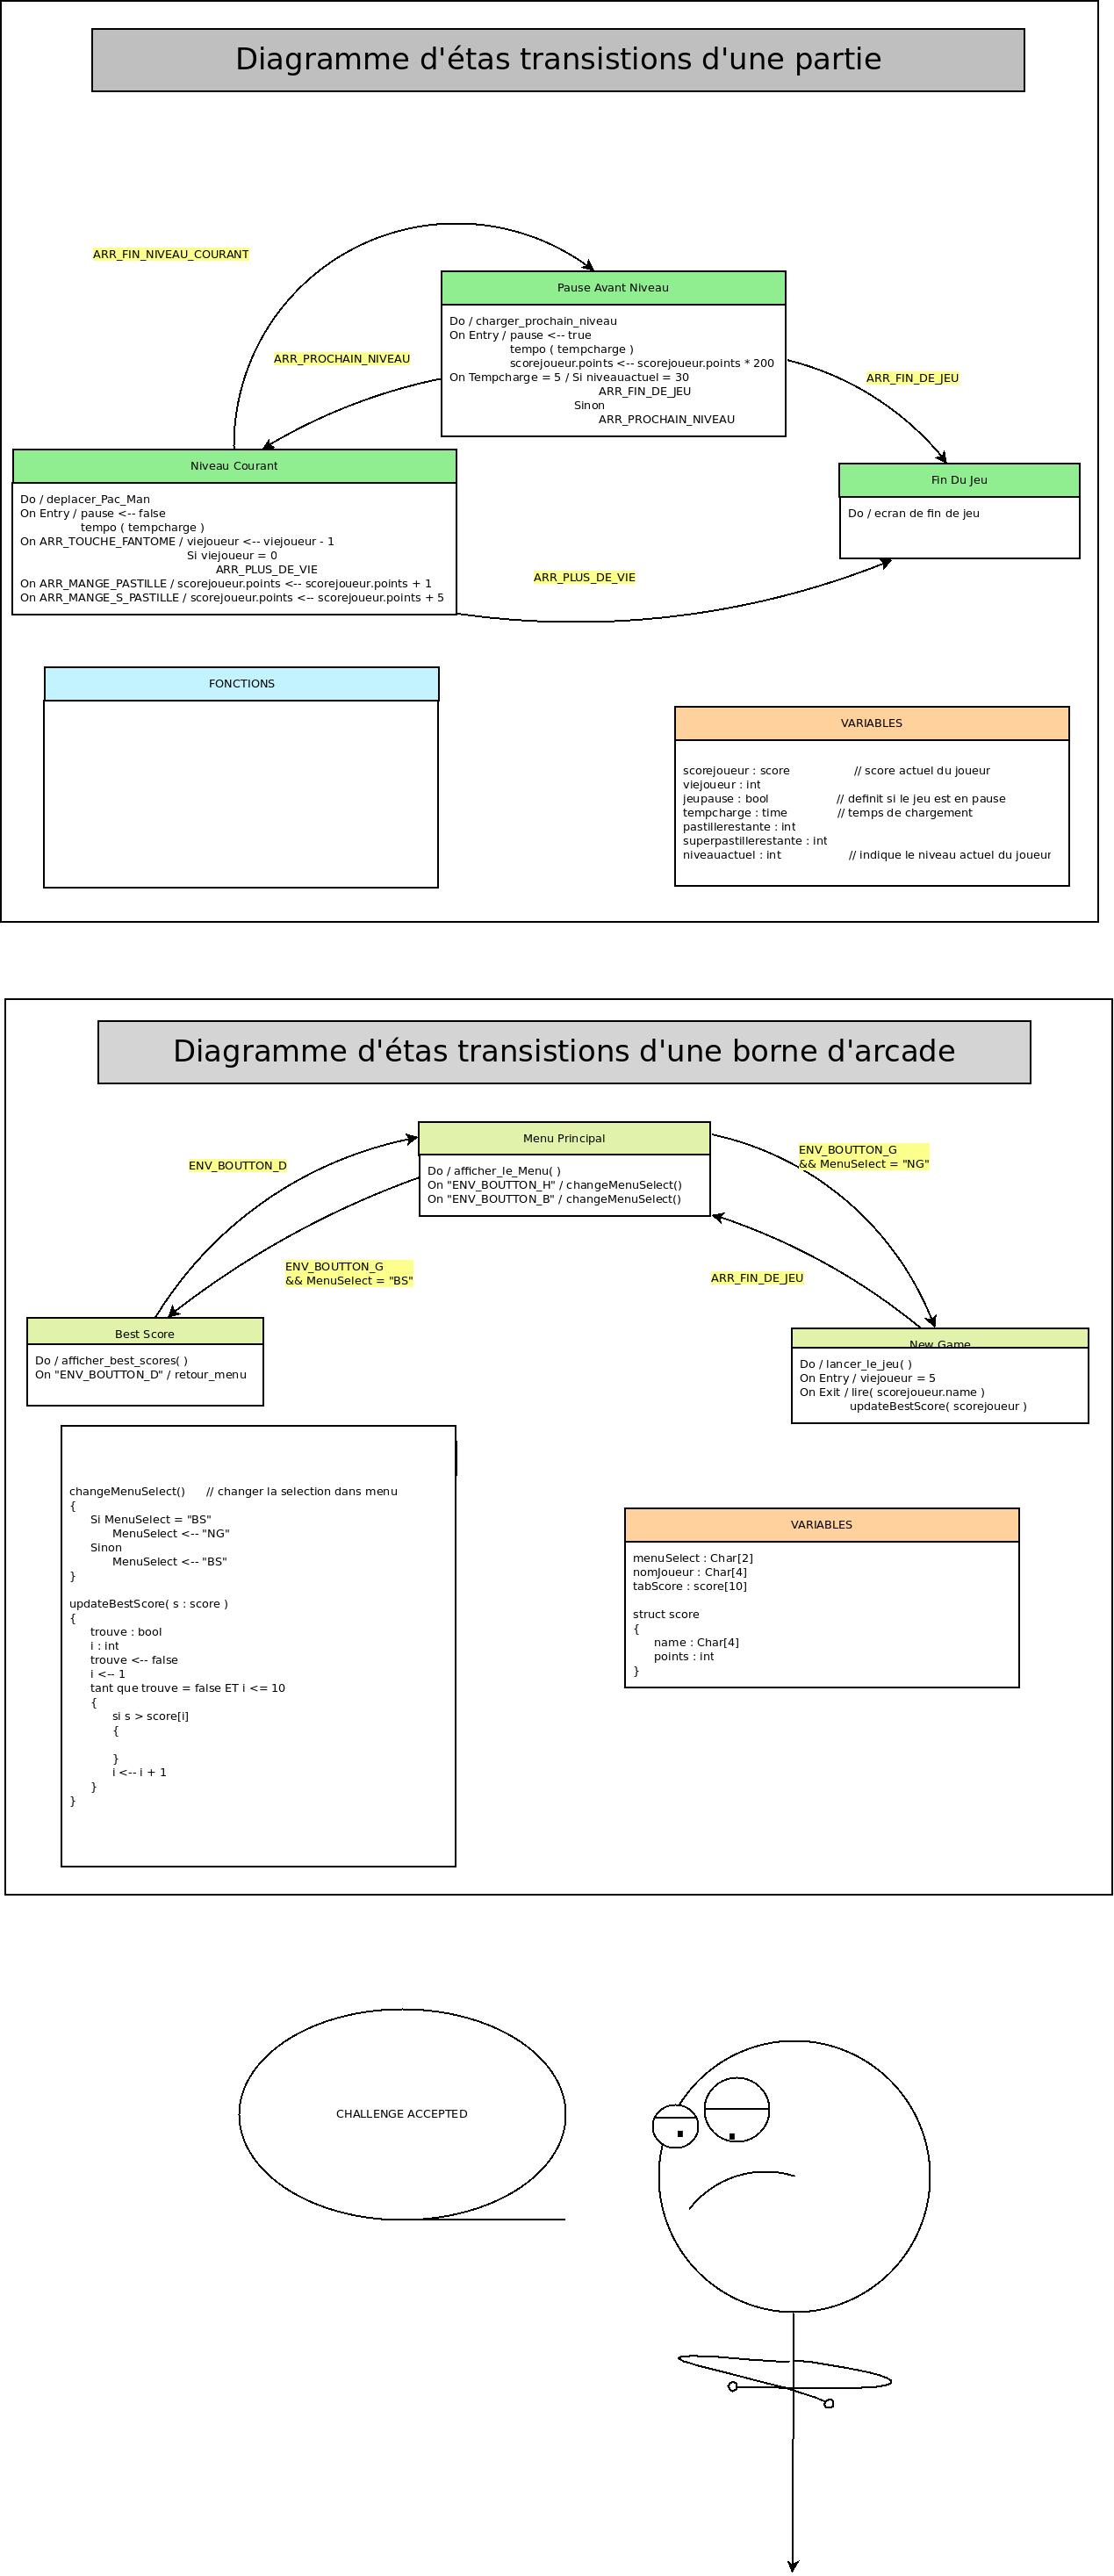 Diagramme d'étas transistions d'une partie
ARR_FIN_NIVEAU_COURANT
Pause Avant Niveau
Do / charger_prochain_niveau
On Entry / pause <-- true
tempo ( tempcharge )
scorejoueur.points <-- scorejoueur.points * 200
On Tempcharge = 5 / Si niveauactuel = 30
ARR_FIN_DE_JEU
Sinon
ARR_PROCHAIN_NIVEAU
ARR_PROCHAIN_NIVEAU
ARR_FIN_DE_JEU
Niveau Courant
Do / deplacer_Pac_Man
On Entry / pause <-- false
tempo ( tempcharge )
On ARR_TOUCHE_FANTOME / viejoueur <-- viejoueur - 1
Si viejoueur = 0
ARR_PLUS_DE_VIE
On ARR_MANGE_PASTILLE / scorejoueur.points <-- scorejoueur.points + 1
On ARR_MANGE_S_PASTILLE / scorejoueur.points <-- scorejoueur.points + 5
Fin Du Jeu
Do / ecran de fin de jeu
ARR_PLUS_DE_VIE
FONCTIONS
VARIABLES
scorejoueur : score // score actuel du joueur
viejoueur : int
jeupause : bool // definit si le jeu est en pause
tempcharge : time // temps de chargement
pastillerestante : int
superpastillerestante : int
niveauactuel : int // indique le niveau actuel du joueur
Diagramme d'étas transistions d'une borne d'arcade
Menu Principal
Do / afficher_le_Menu( )
On "ENV_BOUTTON_H" / changeMenuSelect()
On "ENV_BOUTTON_B" / changeMenuSelect()
ENV_BOUTTON_D
ENV_BOUTTON_G
&& MenuSelect = "NG"
ENV_BOUTTON_G
&& MenuSelect = "BS"
ARR_FIN_DE_JEU
Best Score
Do / afficher_best_scores( )
On "ENV_BOUTTON_D" / retour_menu
New Game
Do / lancer_le_jeu( )
On Entry / viejoueur = 5
On Exit / lire( scorejoueur.name )
updateBestScore( scorejoueur )
changeMenuSelect() // changer la selection dans menu
{
Si MenuSelect = "BS"
MenuSelect <-- "NG"
Sinon
MenuSelect <-- "BS"
}
updateBestScore( s : score )
{
trouve : bool
i : int
trouve <-- false
i <-- 1
tant que trouve = false ET i <= 10
{
si s > score[i]
{
}
i <-- i + 1
}
}
VARIABLES
menuSelect : Char[2]
nomJoueur : Char[4]
tabScore : score[10]
struct score
{
name : Char[4]
points : int
}
CHALLENGE ACCEPTED